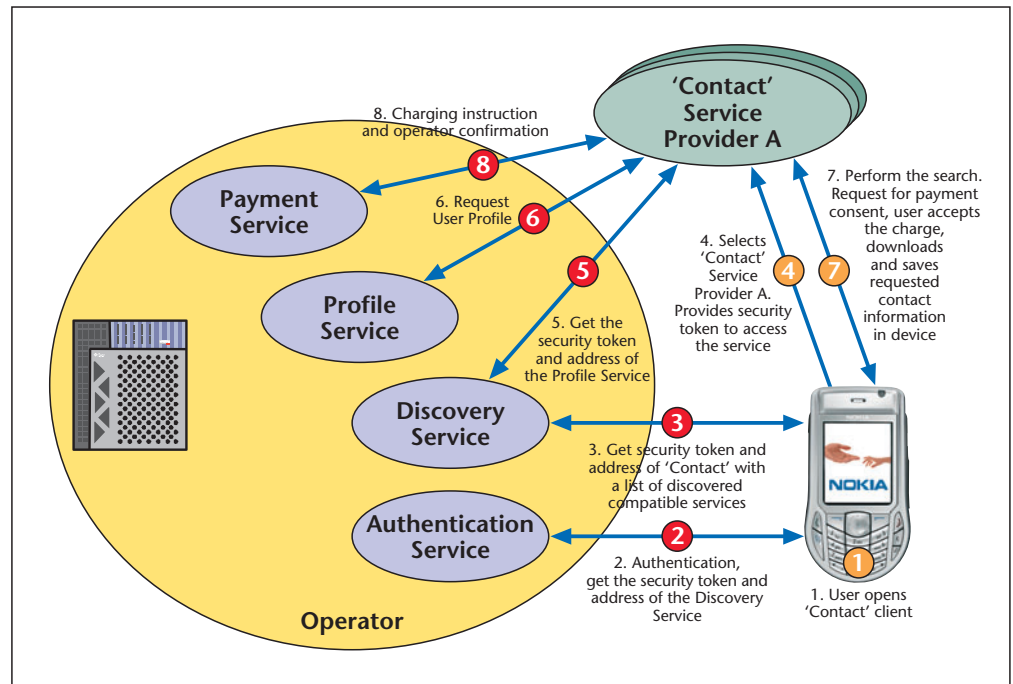 'Contact'
Service
Provider A
8. Charging instruction
and operator confirmation
8
Payment
Service
6. Request
User Profile
6
7. Perform the search.
Request for payment
consent, user accepts
the charge,
downloads
and saves
requested
contact
information
in device
4. Selects
'Contact'
Service
Provider A.
Provides security
token to access
the service
4
7
5
Profile
Service
5. Get the
security token
and address of
the Profile Service
Discovery
Service
3
3. Get security token and
address of 'Contact' with
a list of discovered
compatible services
NOKIA
NOKIA
Authentication
Service
2
2. Authentication,
get the security token and
address of the Discovery
Service
1
1. User opens
'Contact' client
Operator